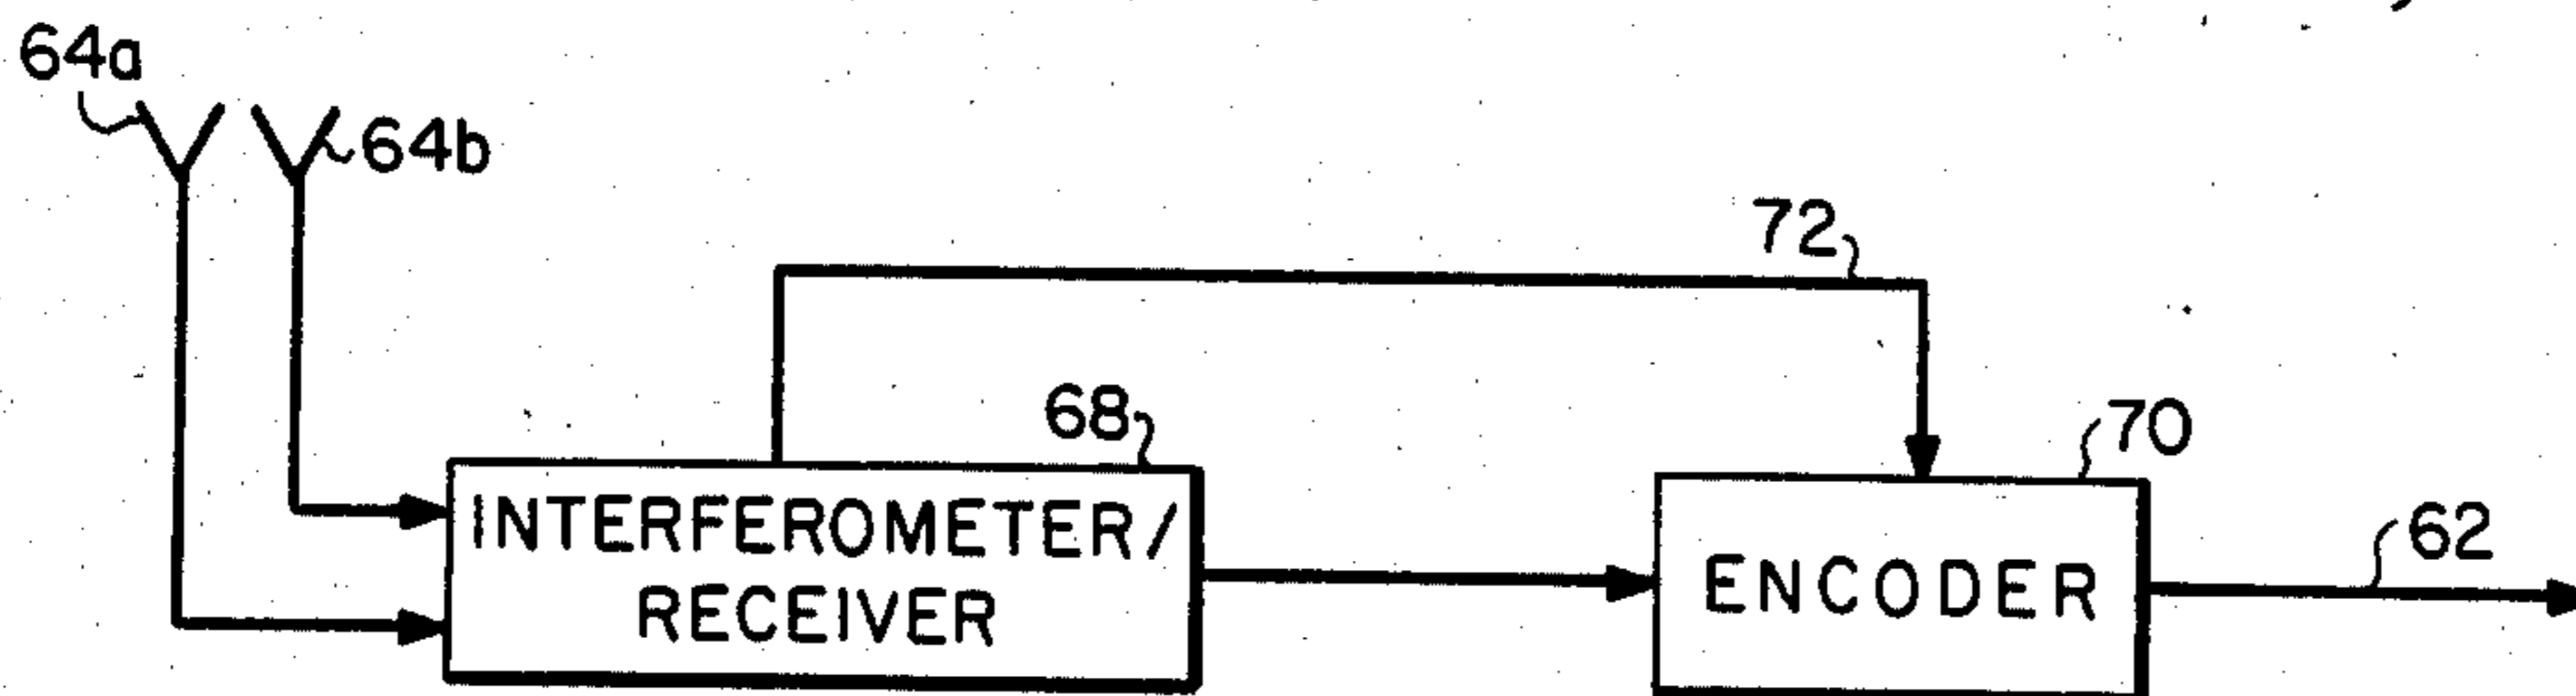 64a
64b
72
68
70
INTERFEROMETER/
RECEIVER
ENCODER
62